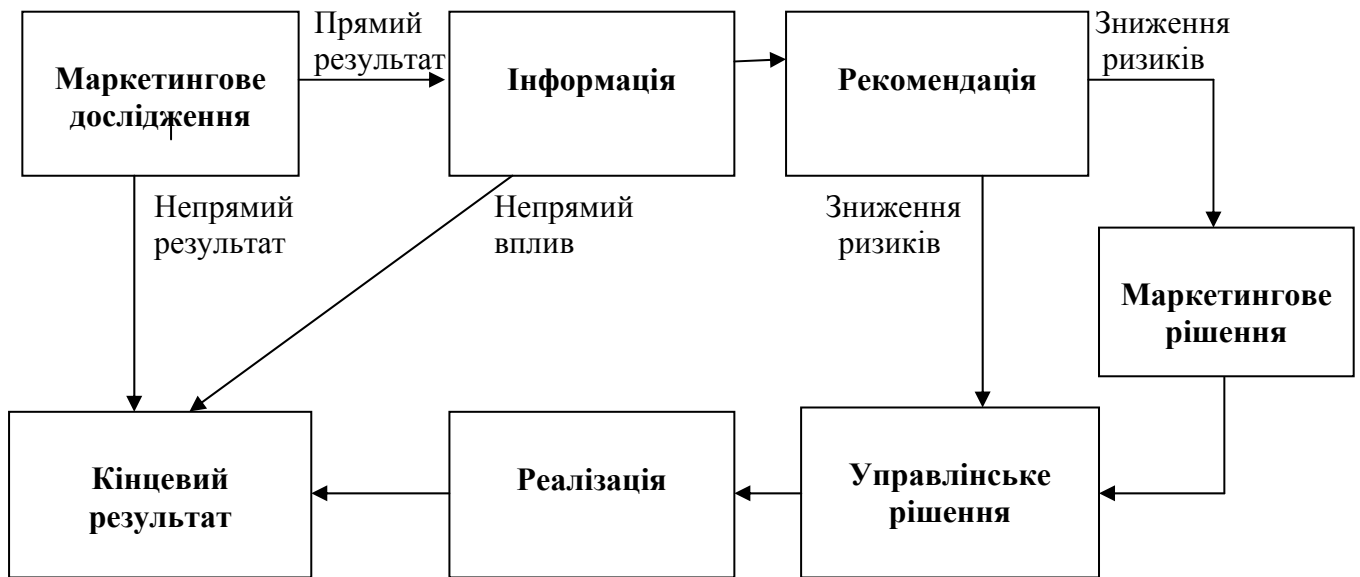 Прямий
результат
Зниження
ризиків
Маркетингове
дослідження
Інформація
Рекомендація
Непрямий
результат
Непрямий
вплив
Зниження
ризиків
Маркетингове
рішення
Кінцевий
результат
Реалізація
Управлінське
рішення